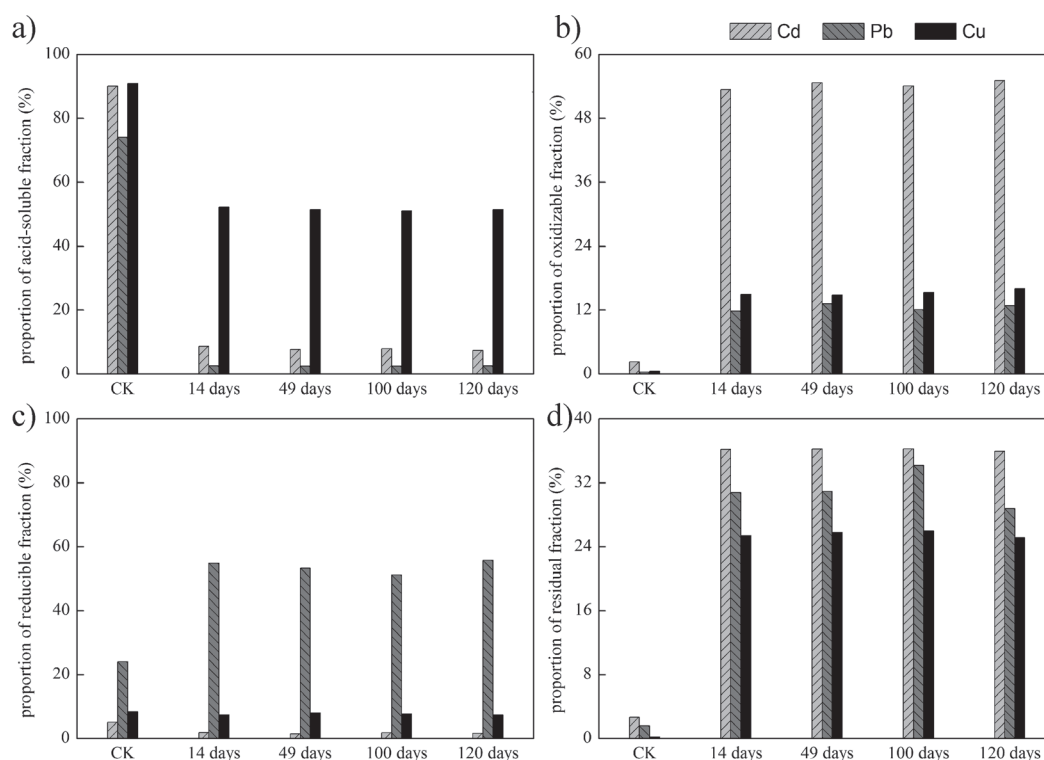 a)
Cd Pb Cu
proportion of acid-soluble fraction (%)
100
80
60
40
20
0
CK 14 days 49 days 100 days 120 days
b)
proportion of oxidizable fraction (%)
60
48
36
24
12
0
CK 14 days 49 days 100 days 120 days
c)
proportion of reducible fraction (%)
100
80
60
40
20
0
CK 14 days 49 days 100 days 120 days
d)
proportion of residual fraction (%)
40
32
24
16
8
0
CK 14 days 49 days 100 days 120 days